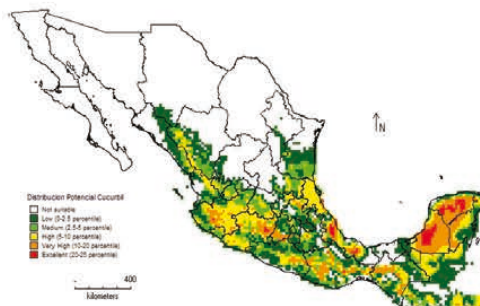 N
Distribucion Potencial Cucurbil
Not suitable
Low (0-2.5 percentile)
Medium (2.5-5 percentile)
High (5-10 percentile)
Very High (10-20 percentile)
Excellent (20-25 percentile)
400
kilometers